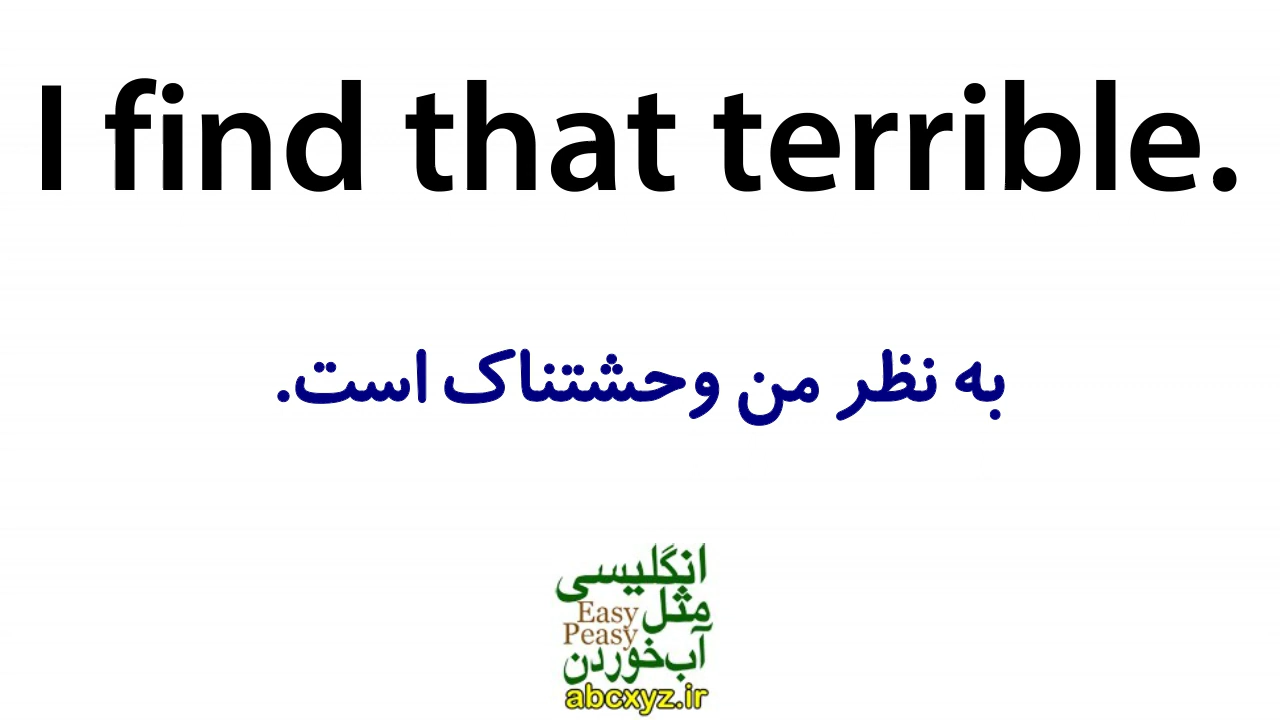 I find that terrible.
به نظر من وحشتناک است.
انگلیسی
مثل
Easy
Peasy
آب‌خوردن
abcxyz.ir